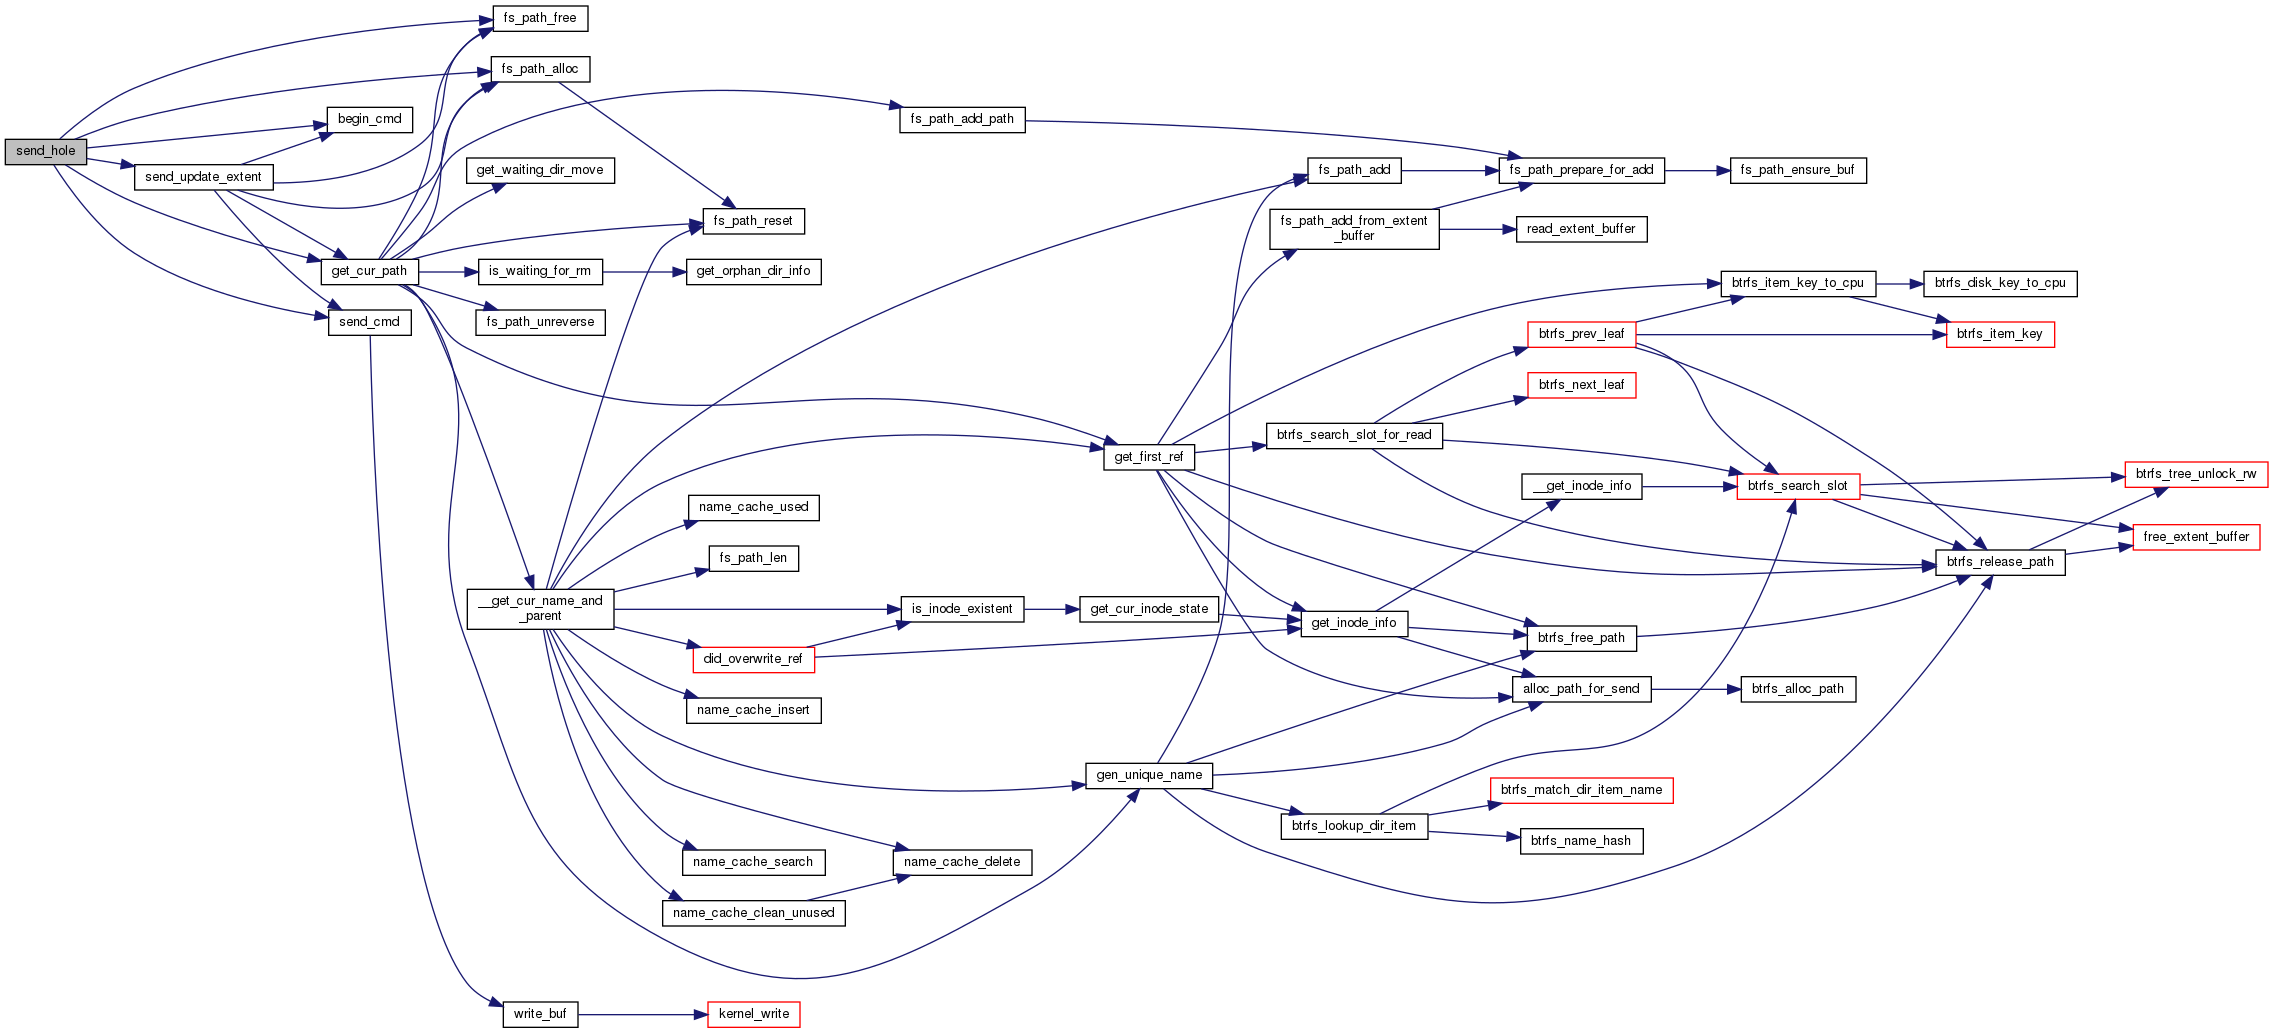 fs_path_free
fs_path_alloc
begin_cmd
fs_path_add_path
send_hole
send_update_extent
get_waiting_dir_move
fs_path_add
fs_path_prepare_for_add
fs_path_ensure_buf
fs_path_reset
fs_path_add_from_extent
_buffer
read_extent_buffer
get_cur_path
is_waiting_for_rm
get_orphan_dir_info
btrfs_item_key_to_cpu
btrfs_disk_key_to_cpu
send_cmd
fs_path_unreverse
btrfs_prev_leaf
btrfs_item_key
btrfs_next_leaf
get_first_ref
btrfs_search_slot_for_read
__get_inode_info
btrfs_search_slot
btrfs_tree_unlock_rw
name_cache_used
free_extent_buffer
fs_path_len
btrfs_release_path
__get_cur_name_and
_parent
is_inode_existent
get_cur_inode_state
get_inode_info
btrfs_free_path
did_overwrite_ref
alloc_path_for_send
btrfs_alloc_path
name_cache_insert
gen_unique_name
btrfs_match_dir_item_name
btrfs_lookup_dir_item
btrfs_name_hash
name_cache_search
name_cache_delete
name_cache_clean_unused
write_buf
kernel_write